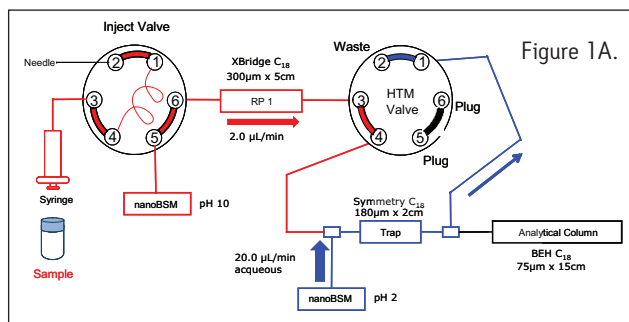 Inject Valve
Figure 1A.
Needle
2
1
3
6
4
5
XBridge C18
300µm x 5cm
RP 1
2.0 µL/min
Waste
2
1
3
HTM
Valve
6
4
5
Plug
Plug
Syringe
Sample
nanoBSM
pH 10
Symmetry C18
180µm x 2cm
Trap
20.0 µL/min
acqueous
nanoBSM
pH 2
Analytical Column
BEH C18
75µm x 15cm